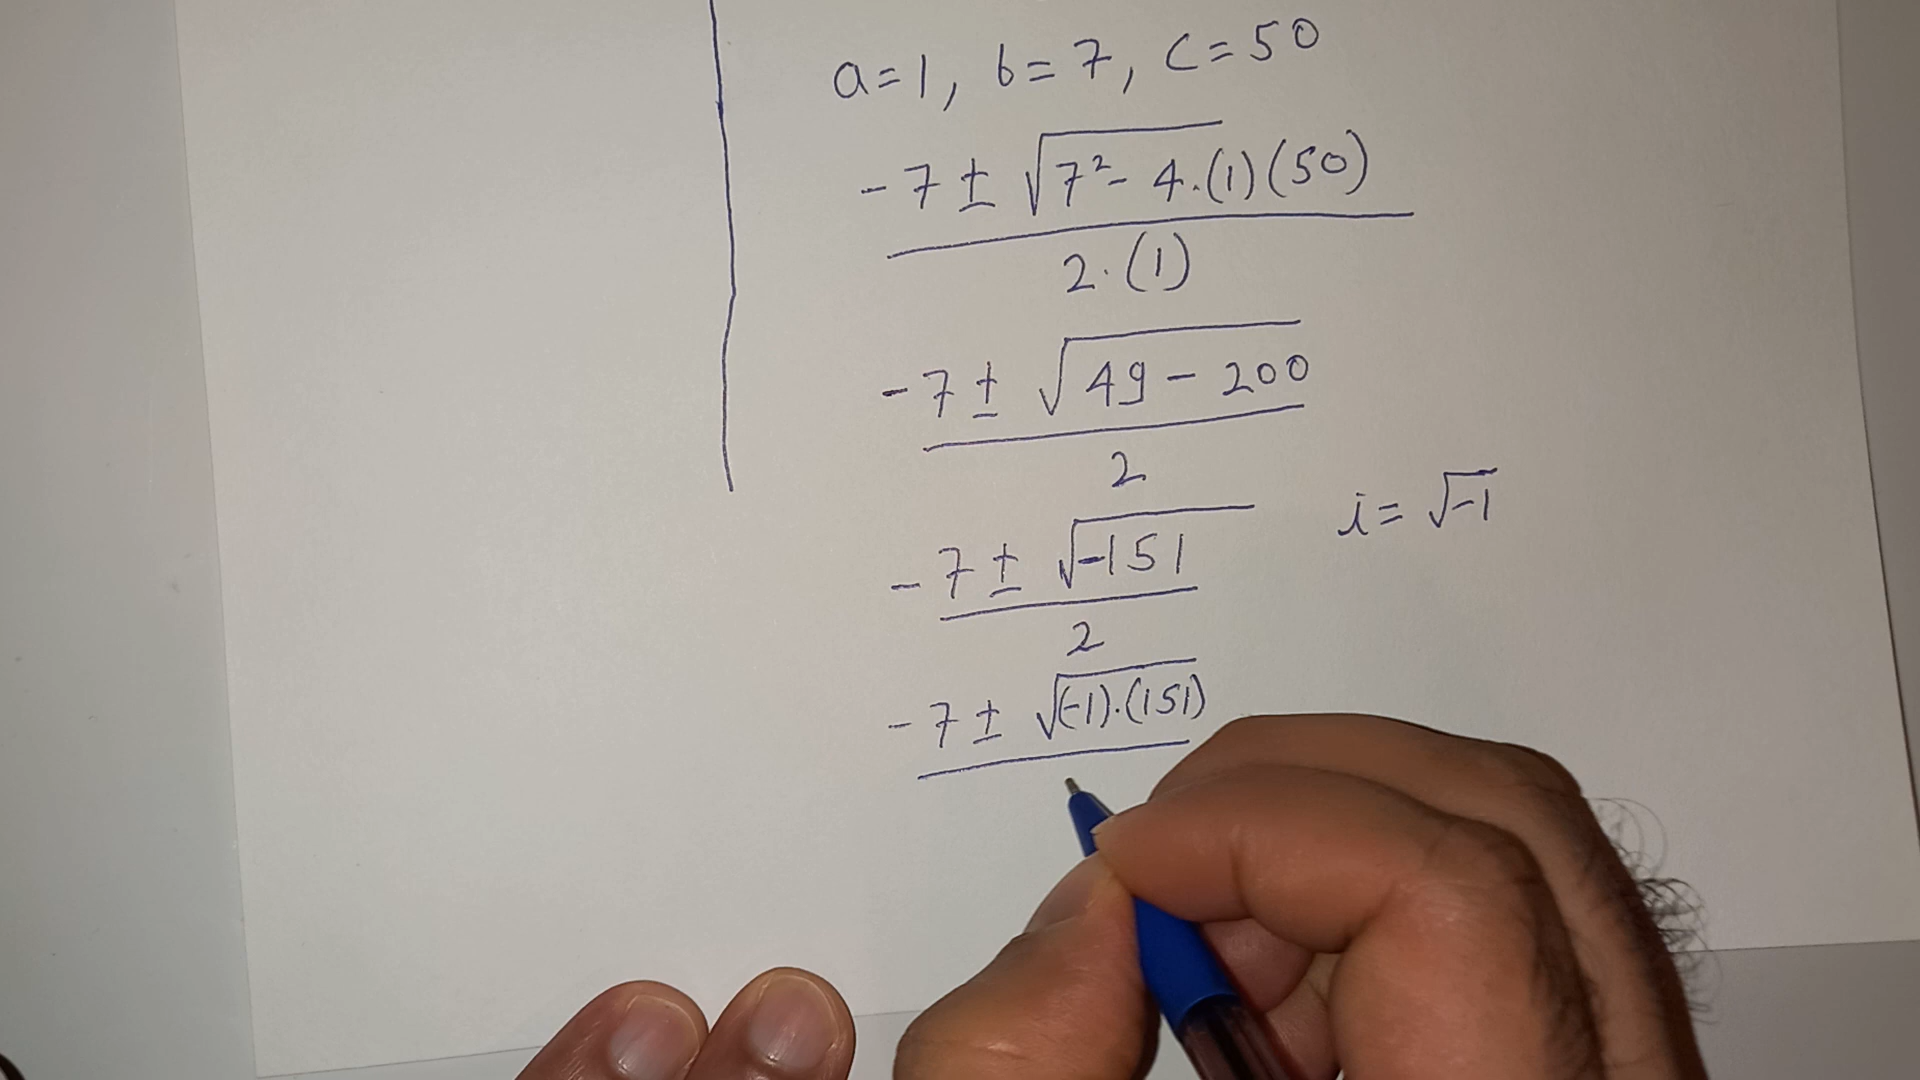 a=1, b=7, c=50
-7 ± √7² - 4.(1)(50)
2.(1)
-7 ± √49 - 200
2
i = √-1
-7 ± √-151
2
-7 ± √(-1).(151)